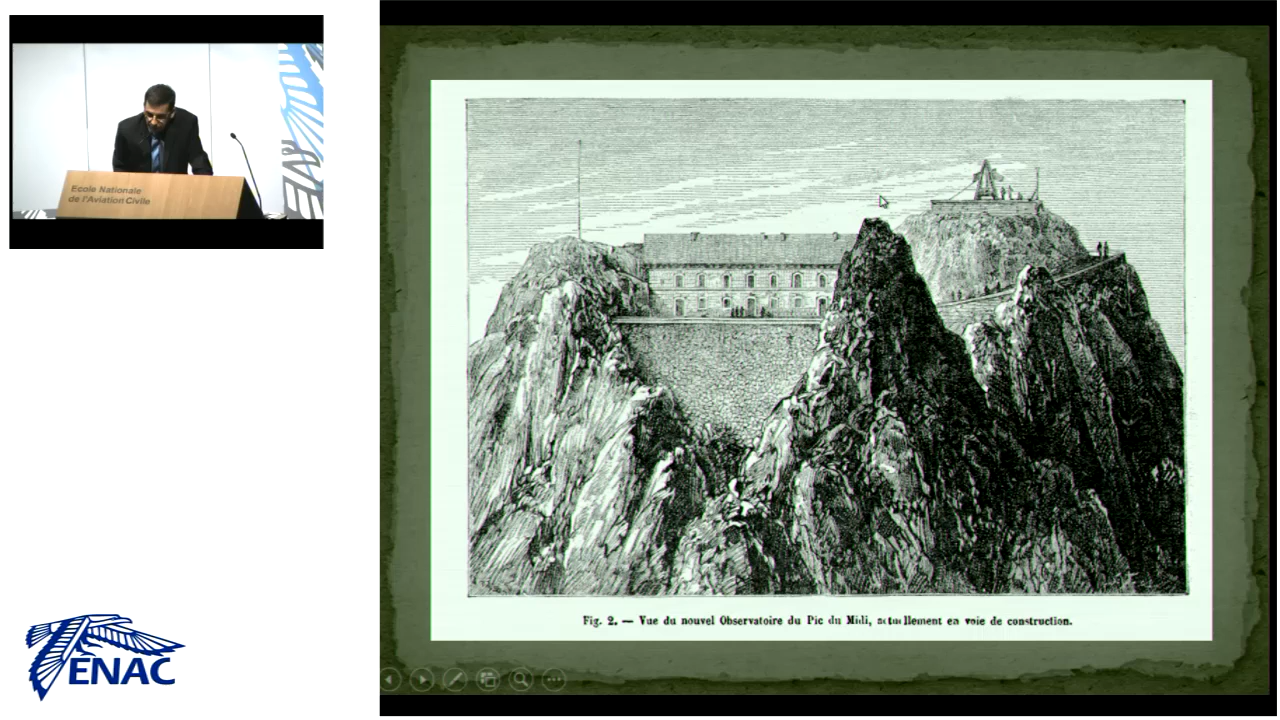 Ecole Nationale
de l'Aviation Civile
Fig. 2. — Vue du nouvel Observatoire du Pic du Midi, actuellement en voie de construction.
ENAC